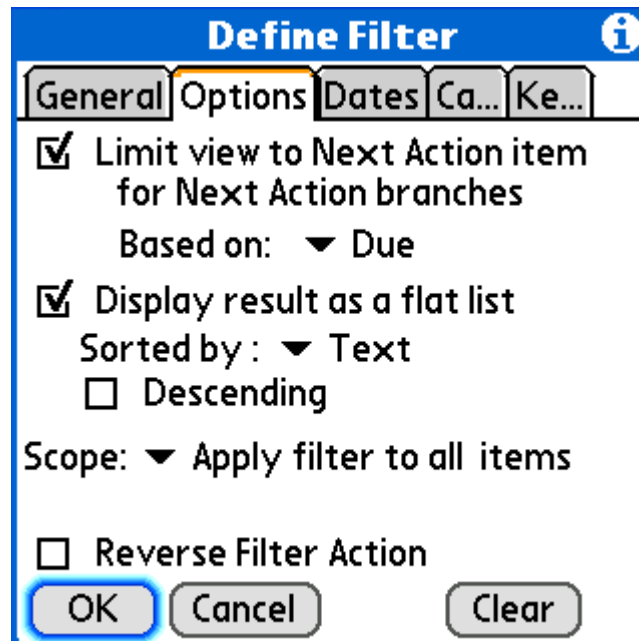 Define Filter
General Options Dates Ca... Ke...
Limit view to Next Action item
for Next Action branches
Based on: Due
Display result as a flat list
Sorted by : Text
Descending
Scope: Apply filter to all items
Reverse Filter Action
OK Cancel Clear